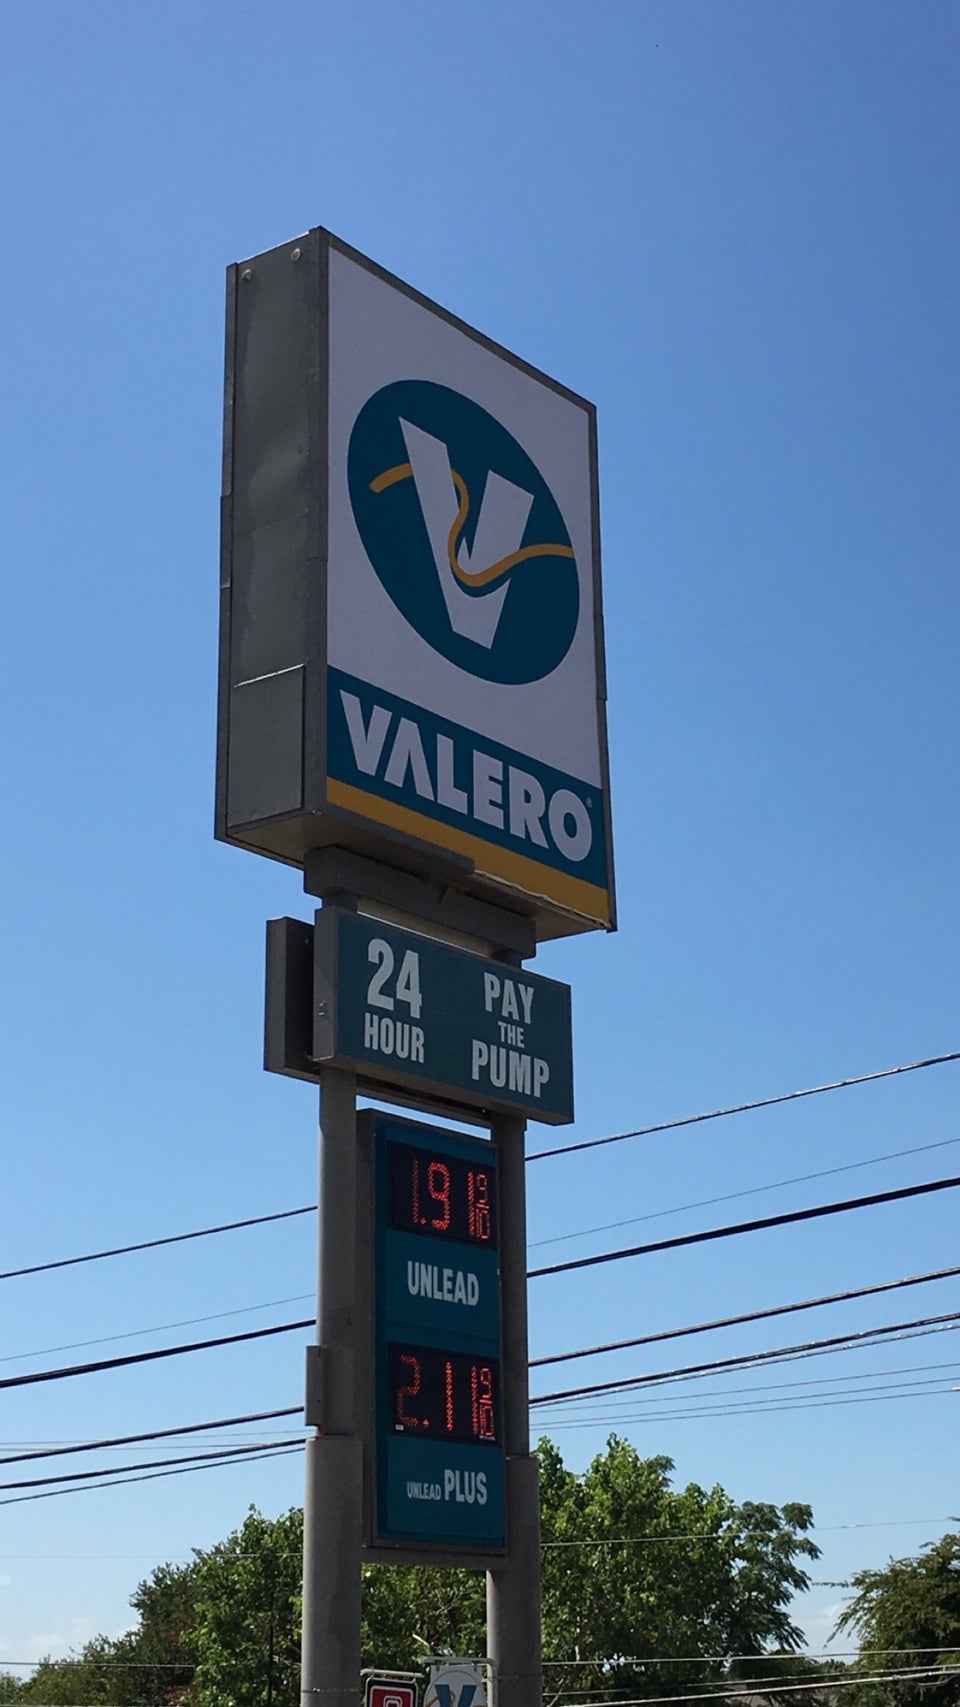 V
VALERO®
24
HOUR
PAY
THE
PUMP
1.91 9/10
UNLEAD
2.11 9/10
UNLEAD PLUS